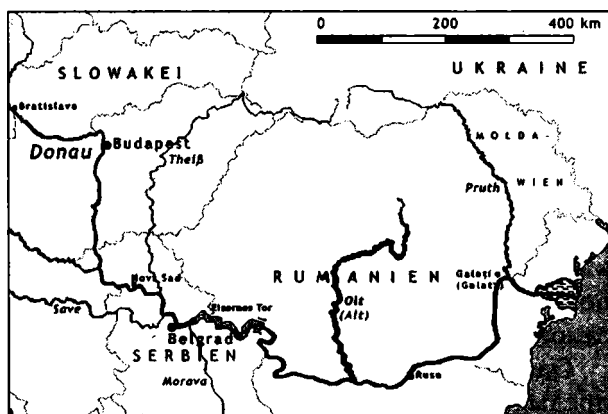 0 200 400 km
SLOWAKEI
UKRAINE
Bratislava
Donau
Budapest
Theiß
MOLDA-
WIEN
Pruth
Novi Sad
RUMANIEN
Galați
(Galatz)
Save
Eisernes Tor
Olt
(Alt)
Belgrad
SERBIEN
Morava
Ruse